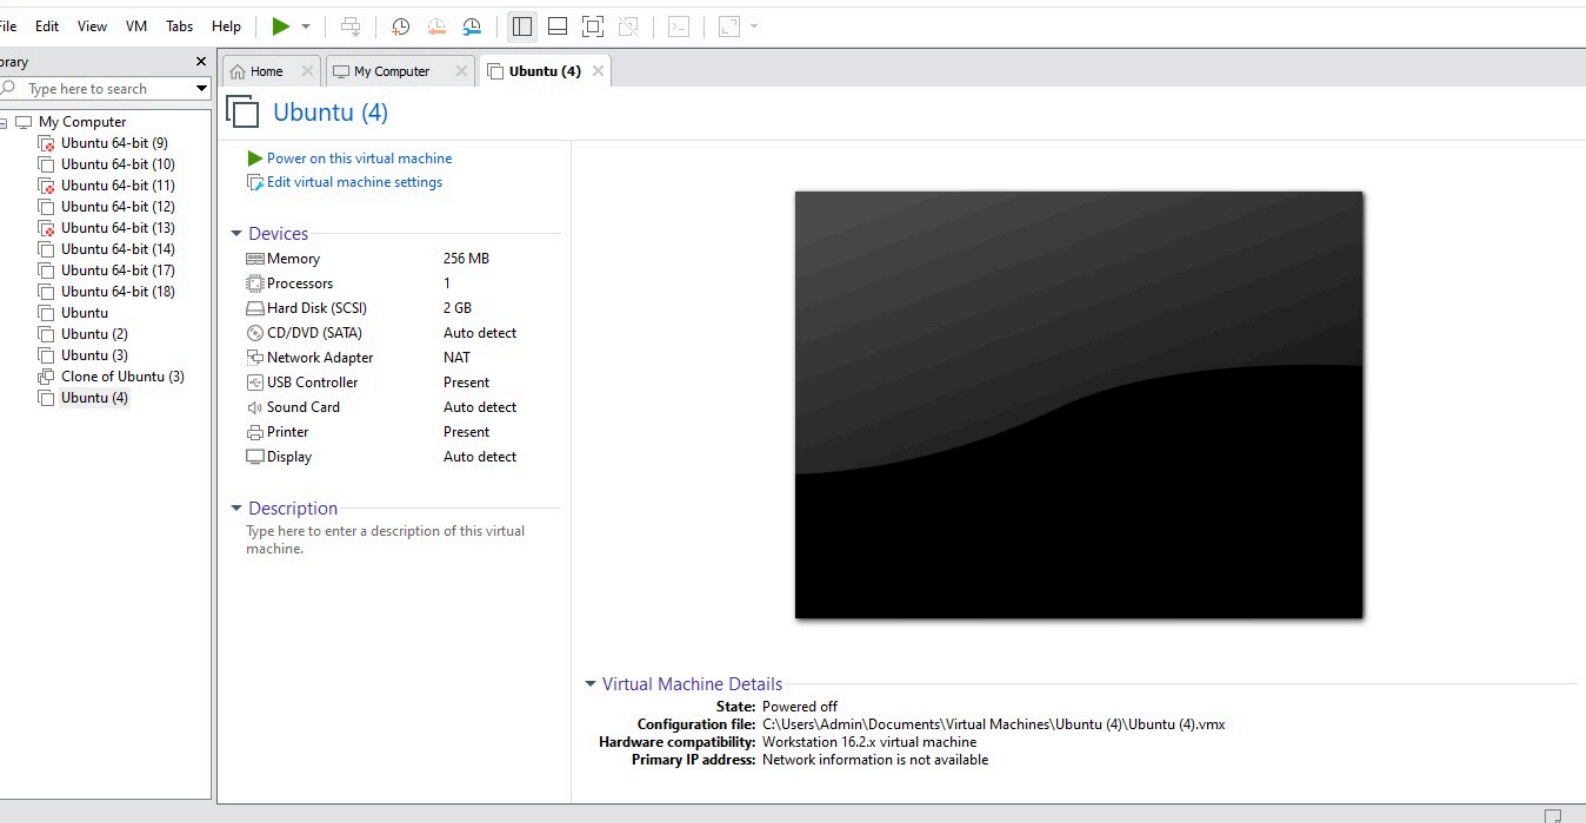 File Edit View VM Tabs Help
Library
Type here to search
My Computer
Ubuntu 64-bit (9)
Ubuntu 64-bit (10)
Ubuntu 64-bit (11)
Ubuntu 64-bit (12)
Ubuntu 64-bit (13)
Ubuntu 64-bit (14)
Ubuntu 64-bit (17)
Ubuntu 64-bit (18)
Ubuntu
Ubuntu (2)
Ubuntu (3)
Clone of Ubuntu (3)
Ubuntu (4)
Home My Computer Ubuntu (4)
Ubuntu (4)
Power on this virtual machine
Edit virtual machine settings
Devices
Memory 256 MB
Processors 1
Hard Disk (SCSI) 2 GB
CD/DVD (SATA) Auto detect
Network Adapter NAT
USB Controller Present
Sound Card Auto detect
Printer Present
Display Auto detect
Description
Type here to enter a description of this virtual
machine.
Virtual Machine Details
State: Powered off
Configuration file: C:\Users\Admin\Documents\Virtual Machines\Ubuntu (4)\Ubuntu (4).vmx
Hardware compatibility: Workstation 16.2.x virtual machine
Primary IP address: Network information is not available